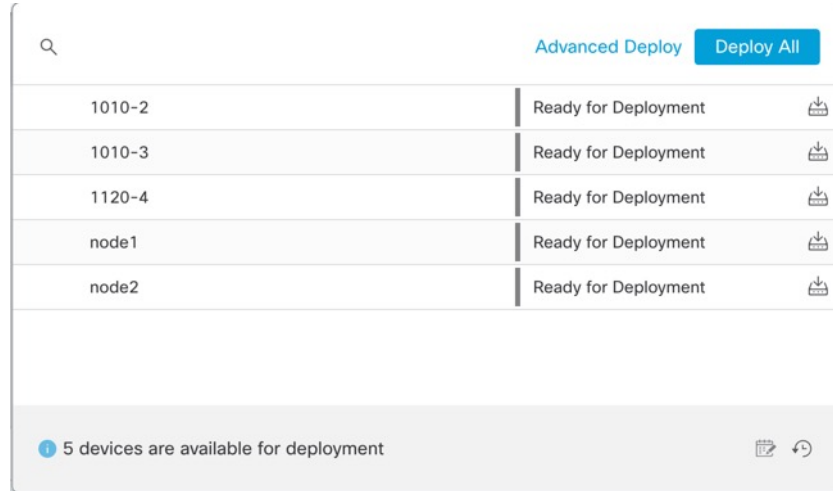 Advanced Deploy Deploy All
1010-2 Ready for Deployment
1010-3 Ready for Deployment
1120-4 Ready for Deployment
node1 Ready for Deployment
node2 Ready for Deployment
5 devices are available for deployment